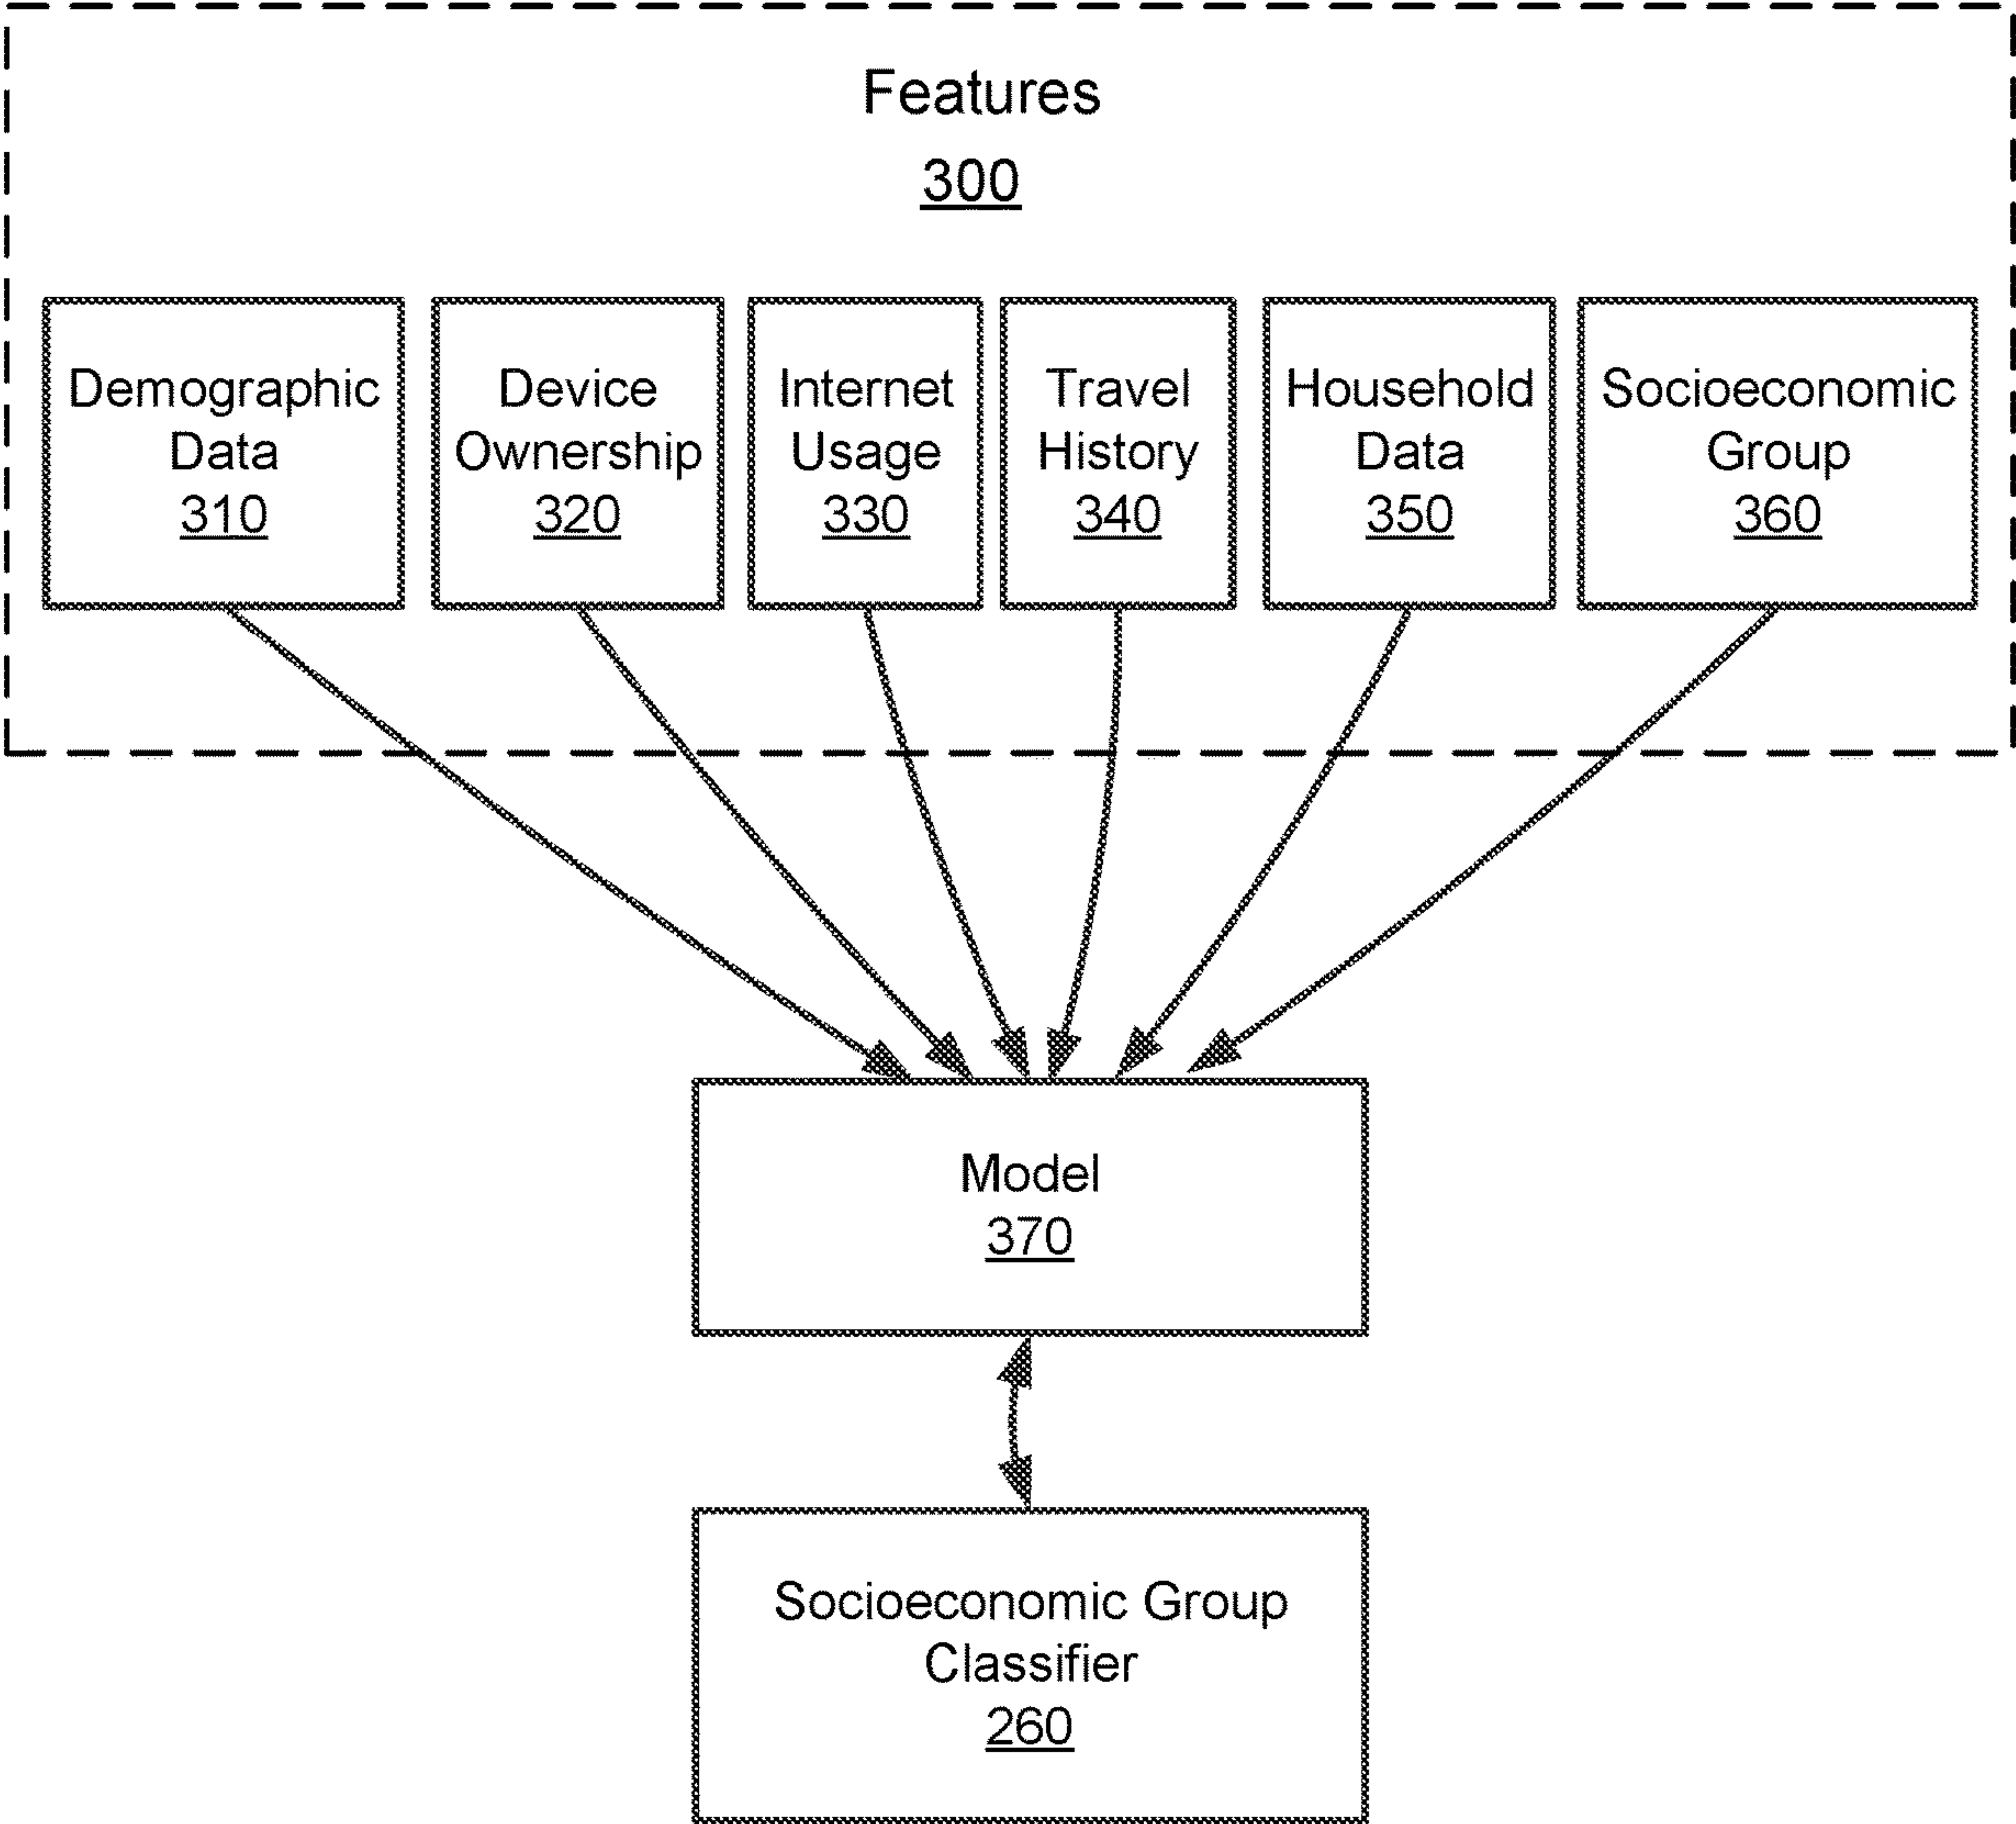 Features
300
Demographic
Data
310
Device
Ownership
320
Internet
Usage
330
Travel
History
340
Household
Data
350
Socioeconomic
Group
360
Model
370
Socioeconomic Group
Classifier
260